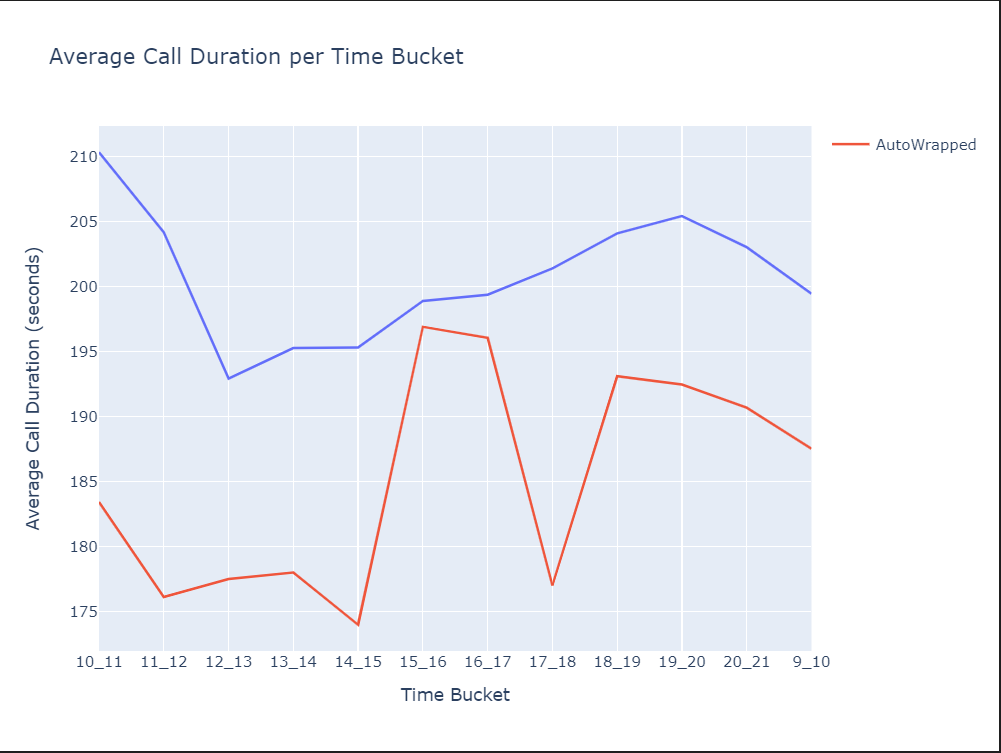 Average Call Duration per Time Bucket
AutoWrapped
210
205
200
195
190
185
180
175
Average Call Duration (seconds)
10_11 11_12 12_13 13_14 14_15 15_16 16_17 17_18 18_19 19_20 20_21 9_10
Time Bucket